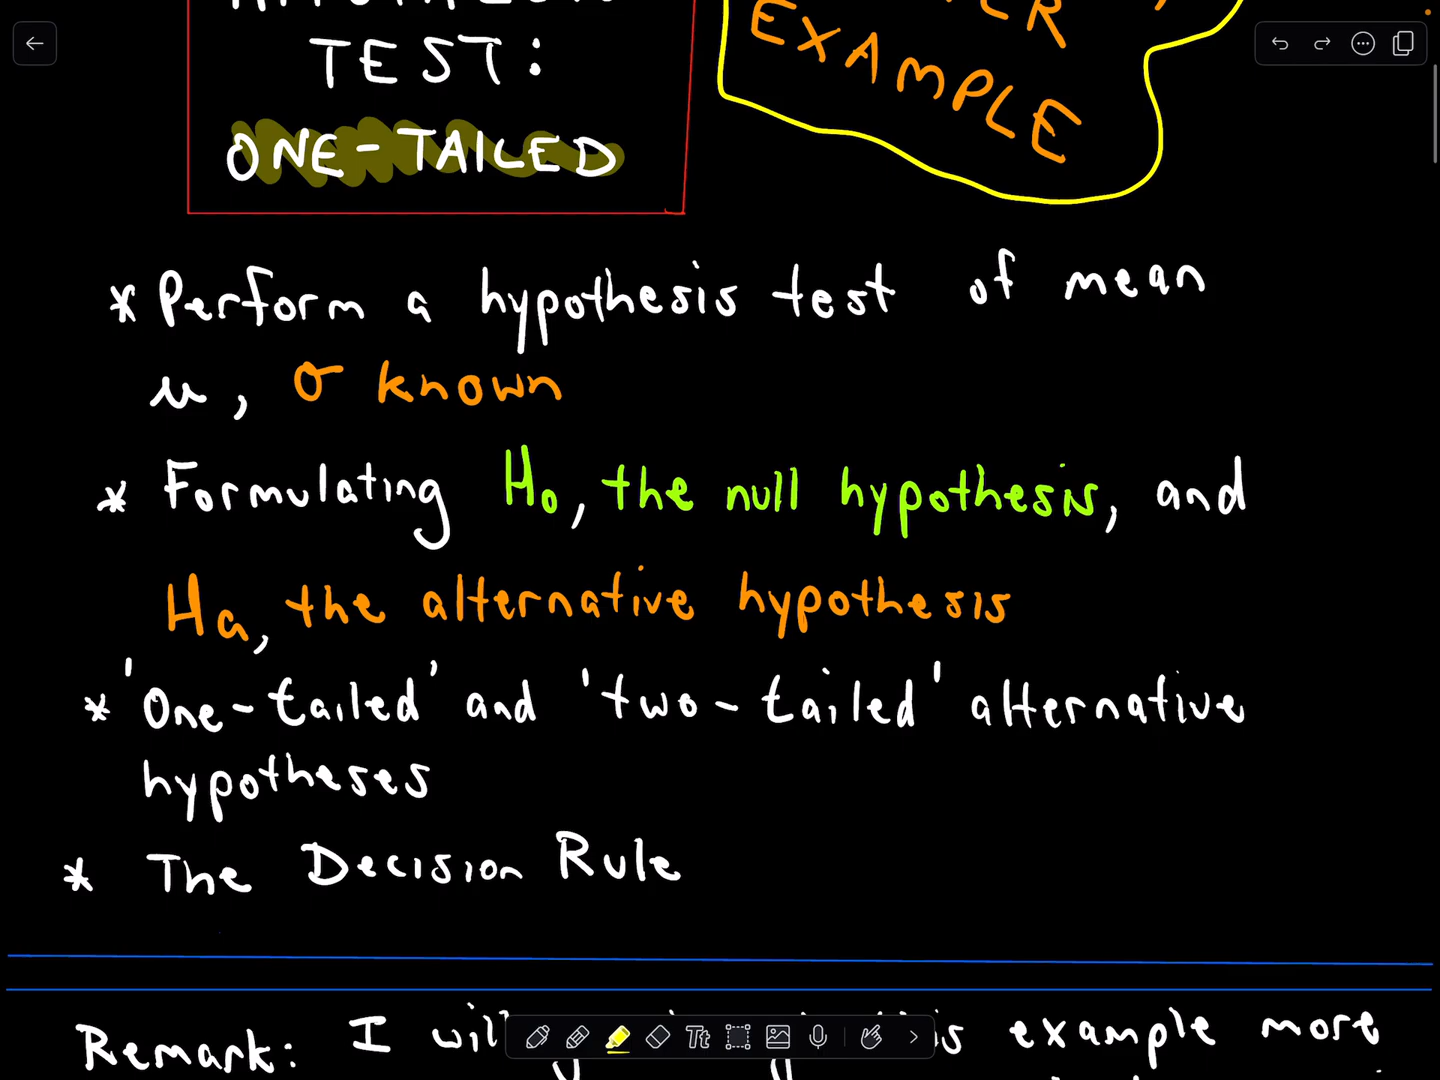 TEST:
ONE-TAILED
EXAMPLE
* Perform a hypothesis test of mean
μ, σ known
* Formulating H₀, the null hypothesis, and
Ha, the alternative hypothesis
* 'One-tailed' and 'two-tailed' alternative
hypotheses
* The Decision Rule
Remark: I will example more
Tt